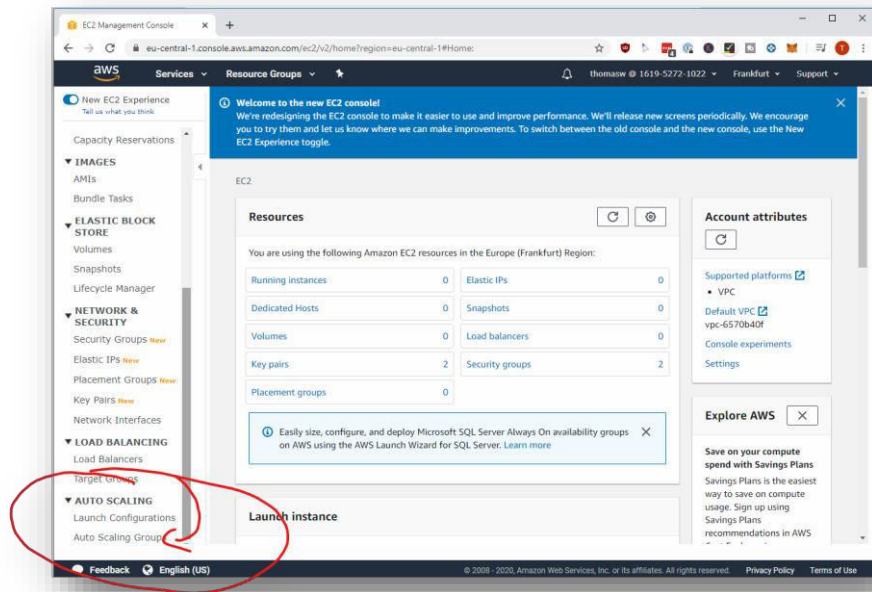 EC2 Management Console
eu-central-1.console.aws.amazon.com/ec2/v2/home?region=eu-central-1#Home:
aws
Services
Resource Groups
thomasw @ 1619-5272-1022
Frankfurt
Support
New EC2 Experience
Tell us what you think
Capacity Reservations
IMAGES
AMIs
Bundle Tasks
ELASTIC BLOCK
STORE
Volumes
Snapshots
Lifecycle Manager
NETWORK &
SECURITY
Security Groups New
Elastic IPs New
Placement Groups New
Key Pairs New
Network Interfaces
LOAD BALANCING
Load Balancers
Target Groups
AUTO SCALING
Launch Configurations
Auto Scaling Groups
Welcome to the new EC2 console!
We're redesigning the EC2 console to make it easier to use and improve performance. We'll release new screens periodically. We encourage
you to try them and let us know where we can make improvements. To switch between the old console and the new console, use the New
EC2 Experience toggle.
EC2
Resources
You are using the following Amazon EC2 resources in the Europe (Frankfurt) Region:
Running instances 0
Elastic IPs 0
Dedicated Hosts 0
Snapshots 0
Volumes 0
Load balancers 0
Key pairs 2
Security groups 2
Placement groups 0
Easily size, configure, and deploy Microsoft SQL Server Always On availability groups
on AWS using the AWS Launch Wizard for SQL Server. Learn more
Launch instance
Account attributes
Supported platforms
VPC
Default VPC
vpc-6570b40f
Console experiments
Settings
Explore AWS
Save on your compute
spend with Savings Plans
Savings Plans is the easiest
way to save on compute
usage. Sign up using
Savings Plans
recommendations in AWS
Feedback
English (US)
© 2008 - 2020, Amazon Web Services, Inc. or its affiliates. All rights reserved.
Privacy Policy
Terms of Use